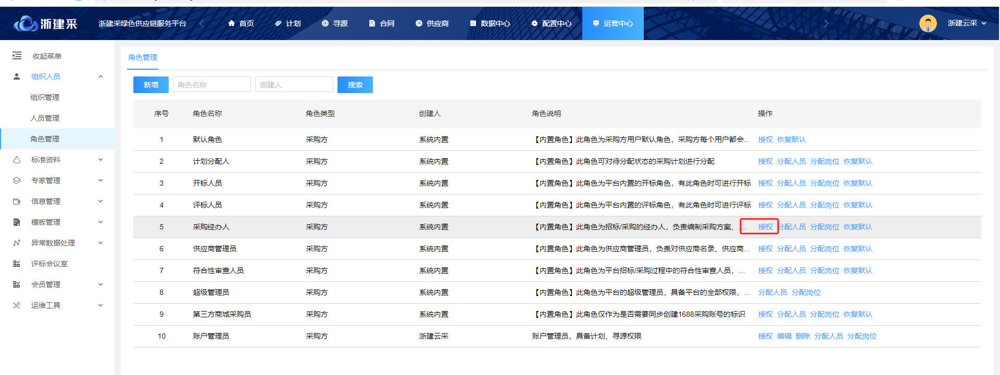 浙建采 浙建采绿色供应链服务平台 首页 计划 寻源 合同 供应商 数据中心 配置中心 运营中心 浙建云采
收起菜单
组织人员
组织管理
人员管理
角色管理
标准资料
专家管理
信息管理
模板管理
异常数据处理
评标会议室
会员管理
运维工具
角色管理
新增 角色名称 创建人 搜索
序号 角色名称 角色类型 创建人 角色说明 操作
1 默认角色 采购方 系统内置 【内置角色】此角色为采购方用户默认角色，采购方每个用户都会... 授权 恢复默认
2 计划分配人 采购方 系统内置 【内置角色】此角色可对待分配状态的采购计划进行分配 授权 分配人员 分配岗位 恢复默认
3 开标人员 采购方 系统内置 【内置角色】此角色为平台内置的开标角色，有此角色时可进行开标 授权 分配人员 分配岗位 恢复默认
4 评标人员 采购方 系统内置 【内置角色】此角色为平台内置的评标角色，有此角色时可进行评标 授权 分配人员 分配岗位 恢复默认
5 采购经办人 采购方 系统内置 【内置角色】此角色为招标/采购的经办人，负责编制采购方案、... 授权 分配人员 分配岗位 恢复默认
6 供应商管理员 采购方 系统内置 【内置角色】此角色为供应商管理员，负责对供应商名录、供应商... 授权 分配人员 分配岗位 恢复默认
7 符合性审查人员 采购方 系统内置 【内置角色】此角色为平台招标/采购过程中的符合性审查人员，... 授权 分配人员 分配岗位 恢复默认
8 超级管理员 采购方 系统内置 【内置角色】此角色为平台的超级管理员，具备平台的全部权限，... 分配人员 分配岗位
9 第三方商城采购员 采购方 系统内置 【内置角色】此角色仅作为是否需要同步创建1688采购账号的标识 授权 分配人员 分配岗位 恢复默认
10 账户管理员 采购方 浙建云采 账户管理员，具备计划、寻源权限 授权 编辑 删除 分配人员 分配岗位